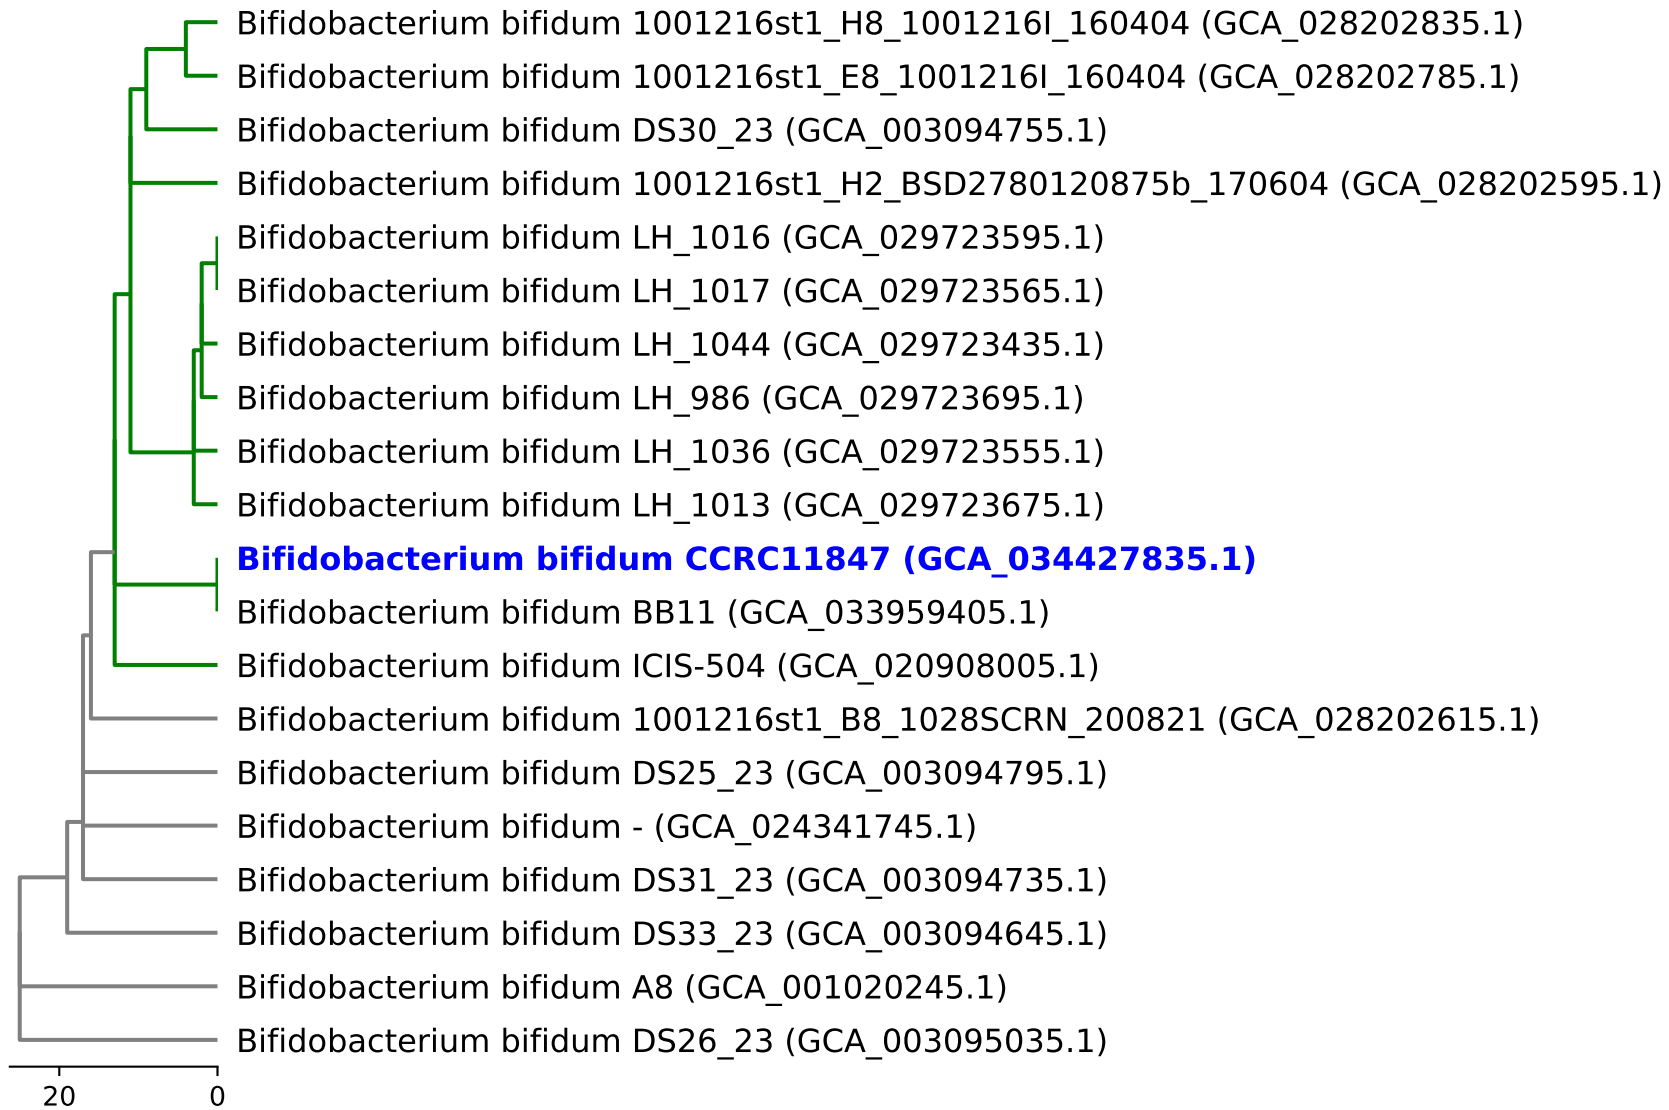 Bifidobacterium bifidum 1001216st1_H8_1001216I_160404 (GCA_028202835.1)
Bifidobacterium bifidum 1001216st1_E8_1001216I_160404 (GCA_028202785.1)
Bifidobacterium bifidum DS30_23 (GCA_003094755.1)
Bifidobacterium bifidum 1001216st1_H2_BSD2780120875b_170604 (GCA_028202595.1)
Bifidobacterium bifidum LH_1016 (GCA_029723595.1)
Bifidobacterium bifidum LH_1017 (GCA_029723565.1)
Bifidobacterium bifidum LH_1044 (GCA_029723435.1)
Bifidobacterium bifidum LH_986 (GCA_029723695.1)
Bifidobacterium bifidum LH_1036 (GCA_029723555.1)
Bifidobacterium bifidum LH_1013 (GCA_029723675.1)
Bifidobacterium bifidum CCRC11847 (GCA_034427835.1)
Bifidobacterium bifidum BB11 (GCA_033959405.1)
Bifidobacterium bifidum ICIS-504 (GCA_020908005.1)
Bifidobacterium bifidum 1001216st1_B8_1028SCRN_200821 (GCA_028202615.1)
Bifidobacterium bifidum DS25_23 (GCA_003094795.1)
Bifidobacterium bifidum - (GCA_024341745.1)
Bifidobacterium bifidum DS31_23 (GCA_003094735.1)
Bifidobacterium bifidum DS33_23 (GCA_003094645.1)
Bifidobacterium bifidum A8 (GCA_001020245.1)
Bifidobacterium bifidum DS26_23 (GCA_003095035.1)
20 0